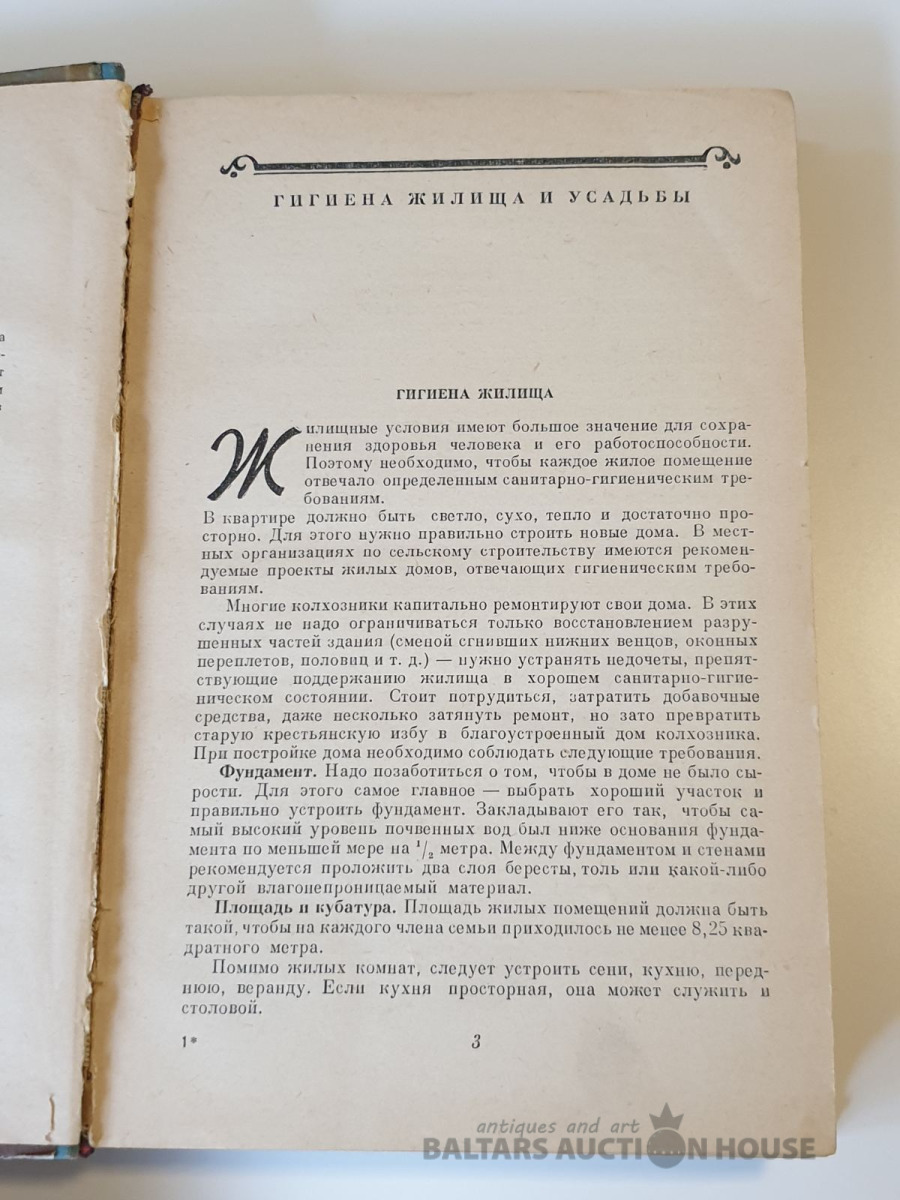 ГИГИЕНА ЖИЛИЩА И УСАДЬБЫ
ГИГИЕНА ЖИЛИЩА
Жилищные условия имеют большое значение для сохра-
нения здоровья человека и его работоспособности.
Поэтому необходимо, чтобы каждое жилое помещение
отвечало определенным санитарно-гигиеническим тре-
бованиям.
В квартире должно быть светло, сухо, тепло и достаточно про-
сторно. Для этого нужно правильно строить новые дома. В мест-
ных организациях по сельскому строительству имеются рекомен-
дуемые проекты жилых домов, отвечающих гигиеническим требо-
ваниям.
Многие колхозники капитально ремонтируют свои дома. В этих
случаях не надо ограничиваться только восстановлением разру-
шенных частей здания (сменой сгнивших нижних венцов, оконных
переплетов, половиц и т. д.) — нужно устранять недочеты, препят-
ствующие поддержанию жилища в хорошем санитарно-гигие-
ническом состоянии. Стоит потрудиться, затратить добавочные
средства, даже несколько затянуть ремонт, но зато превратить
старую крестьянскую избу в благоустроенный дом колхозника.
При постройке дома необходимо соблюдать следующие требования.
Фундамент. Надо позаботиться о том, чтобы в доме не было сы-
рости. Для этого самое главное — выбрать хороший участок и
правильно устроить фундамент. Закладывают его так, чтобы са-
мый высокий уровень почвенных вод был ниже основания фунда-
мента по меньшей мере на 1/2 метра. Между фундаментом и стенами
рекомендуется проложить два слоя бересты, толь или какой-либо
другой влагонепроницаемый материал.
Площадь и кубатура. Площадь жилых помещений должна быть
такой, чтобы на каждого члена семьи приходилось не менее 8,25 ква-
дратного метра.
Помимо жилых комнат, следует устроить сени, кухню, перед-
нюю, веранду. Если кухня просторная, она может служить и
столовой.
1*
3
antiques and art
BALTARS AUCTION HOUSE